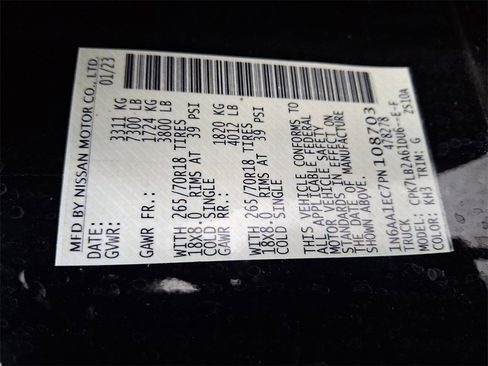 MFD BY NISSAN MOTOR CO., LTD.
DATE: 01/23
GVWR: 3311 KG
7300 LB
GAWR FR.: 1724 KG
3800 LB
WITH 265/70R18 TIRES
18x8.0 RIMS AT 39 PSI
COLD SINGLE
GAWR RR.: 1820 KG
4012 LB
WITH 265/70R18 TIRES
18x8.0 RIMS AT 39 PSI
COLD SINGLE
THIS VEHICLE CONFORMS TO
ALL APPLICABLE FEDERAL
MOTOR VEHICLE SAFETY
STANDARDS IN EFFECT ON
THE DATE OF MANUFACTURE
SHOWN ABOVE.
1N6AA1EC7PN108703
TRUCK 47878
MODEL: CPK7LB2A61DU6--E-F
COLOR: KH3 TRIM: G ZS10A